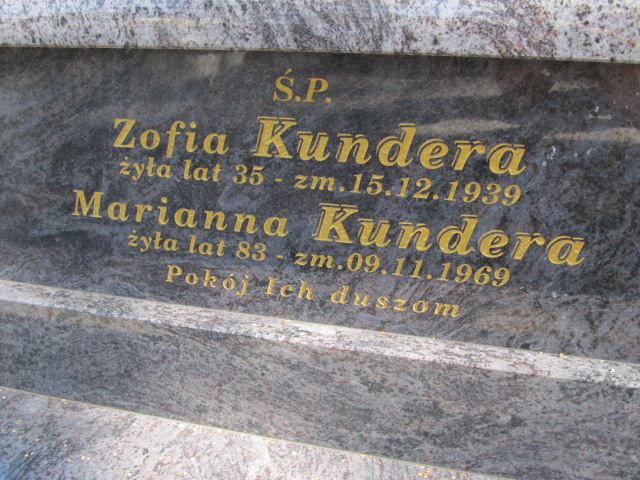 Ś.P.
Zofia Kundera
żyła lat 35 - zm.15.12.1939
Marianna Kundera
żyła lat 83 - zm.09.11.1969
Pokój Ich duszom